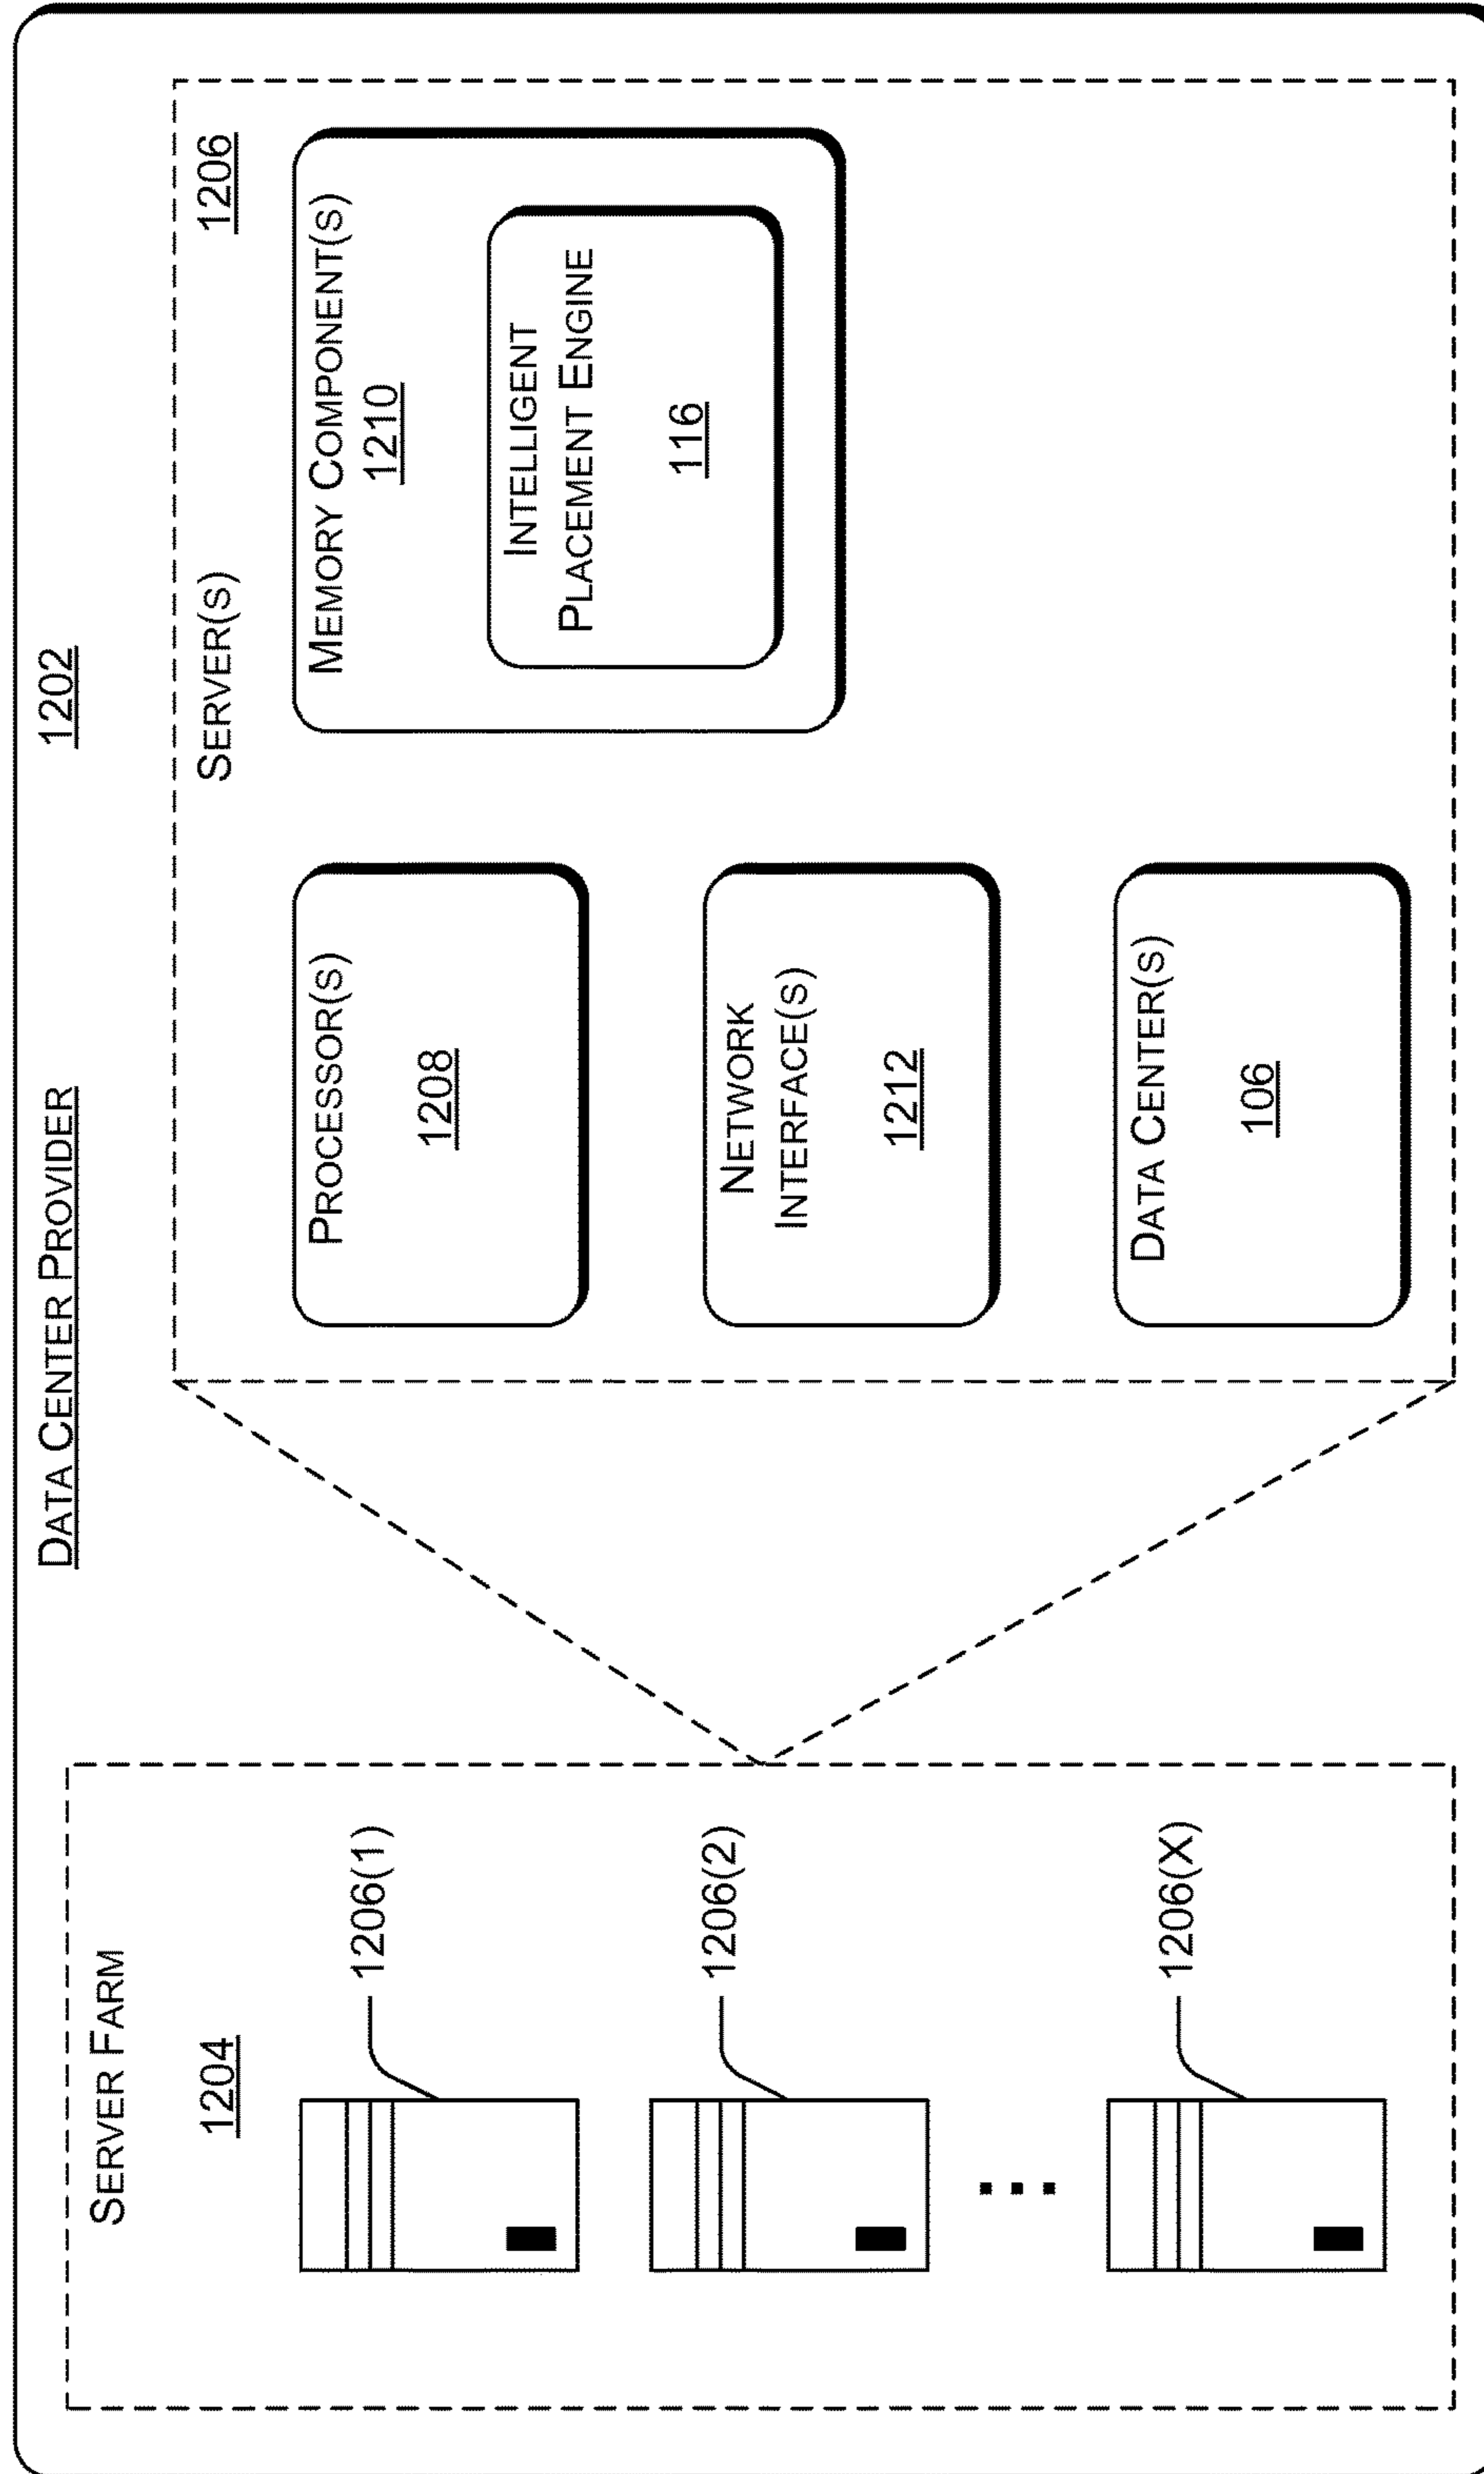 DATA CENTER PROVIDER 1202
SERVER FARM
1204
1206(1)
1206(2)
1206(X)
SERVER(S) 1206
PROCESSOR(S)
1208
NETWORK
INTERFACE(S)
1212
DATA CENTER(S)
106
MEMORY COMPONENT(S)
1210
INTELLIGENT
PLACEMENT ENGINE
116